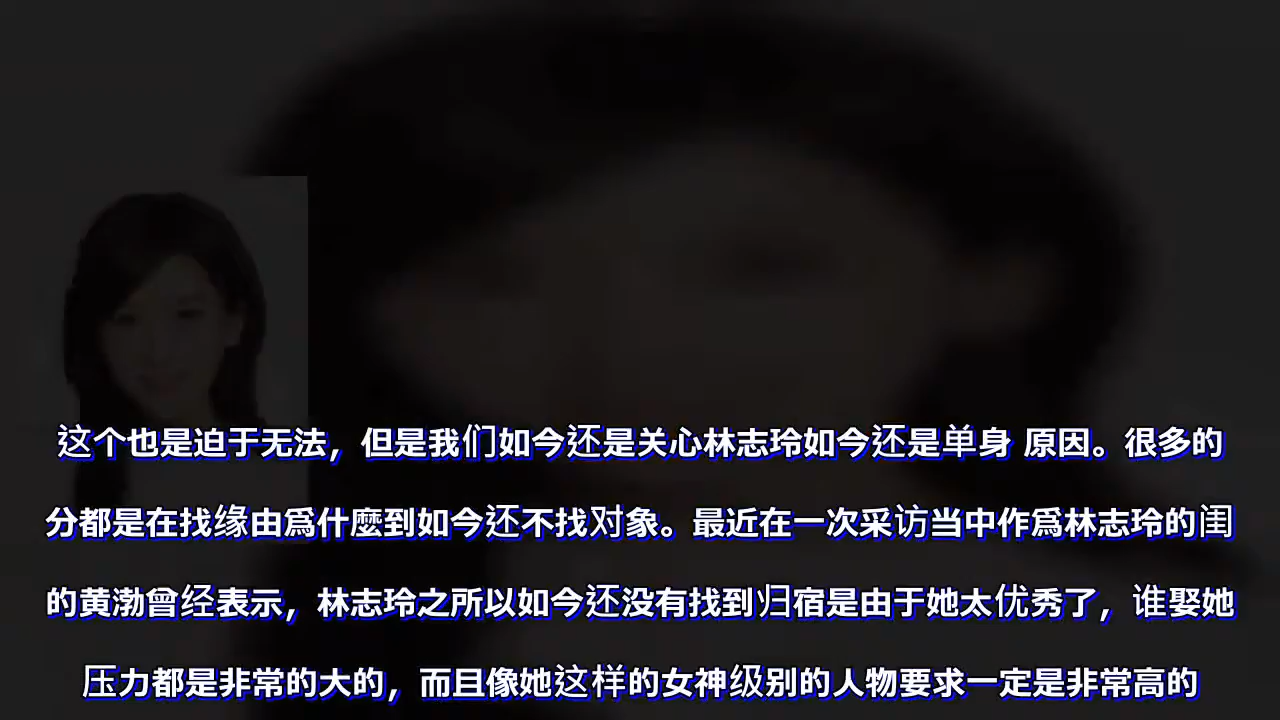 这个也是迫于无法，但是我们如今还是关心林志玲如今还是单身 原因。很多的
分都是在找缘由爲什麼到如今还不找对象。最近在一次采访当中作爲林志玲的闺
的黄渤曾经表示，林志玲之所以如今还没有找到归宿是由于她太优秀了，谁娶她
压力都是非常的大的，而且像她这样的女神级别的人物要求一定是非常高的